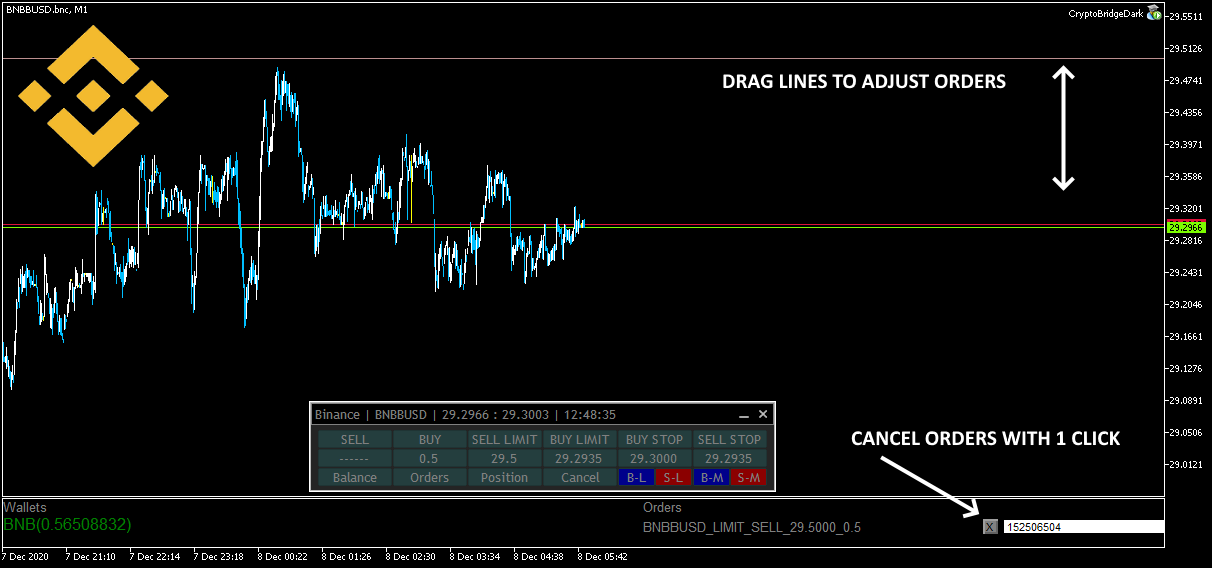 BNBBUSD.bnc, M1
CryptoBridgeDark
29.5511
29.5126
DRAG LINES TO ADJUST ORDERS
29.4741
29.4356
29.3971
29.3586
29.3201
29.2966
29.2816
29.2431
29.2046
29.1661
29.1276
29.0891
29.0506
29.0121
Binance | BNBBUSD | 29.2966 : 29.3003 | 12:48:35
SELL BUY SELL LIMIT BUY LIMIT BUY STOP SELL STOP
------ 0.5 29.5 29.2935 29.3000 29.2935
Balance Orders Position Cancel B-L S-L B-M S-M
CANCEL ORDERS WITH 1 CLICK
Wallets
BNB(0.56508832)
Orders
BNBBUSD_LIMIT_SELL_29.5000_0.5
X 152506504
7 Dec 2020 7 Dec 21:10 7 Dec 22:14 7 Dec 23:18 8 Dec 00:22 8 Dec 01:26 8 Dec 02:30 8 Dec 03:34 8 Dec 04:38 8 Dec 05:42